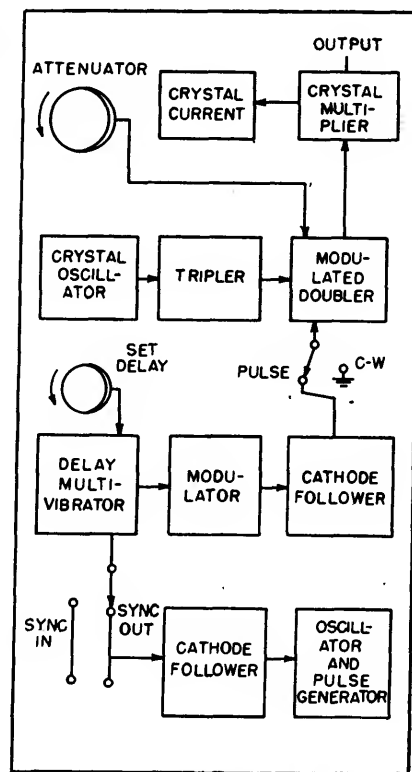 OUTPUT
ATTENUATOR
CRYSTAL
CURRENT
CRYSTAL
MULTI-
PLIER
CRYSTAL
OSCILL-
ATOR
TRIPLER
MODU-
LATED
DOUBLER
SET
DELAY
PULSE
C-W
DELAY
MULTI-
VIBRATOR
MODU-
LATOR
CATHODE
FOLLOWER
SYNC
IN
SYNC
OUT
CATHODE
FOLLOWER
OSCILL-
ATOR
AND
PULSE
GENERATOR